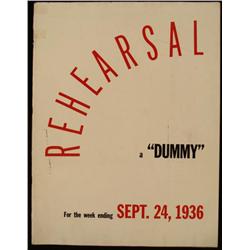 REHEARSAL
a "DUMMY"
For the week ending SEPT. 24, 1936